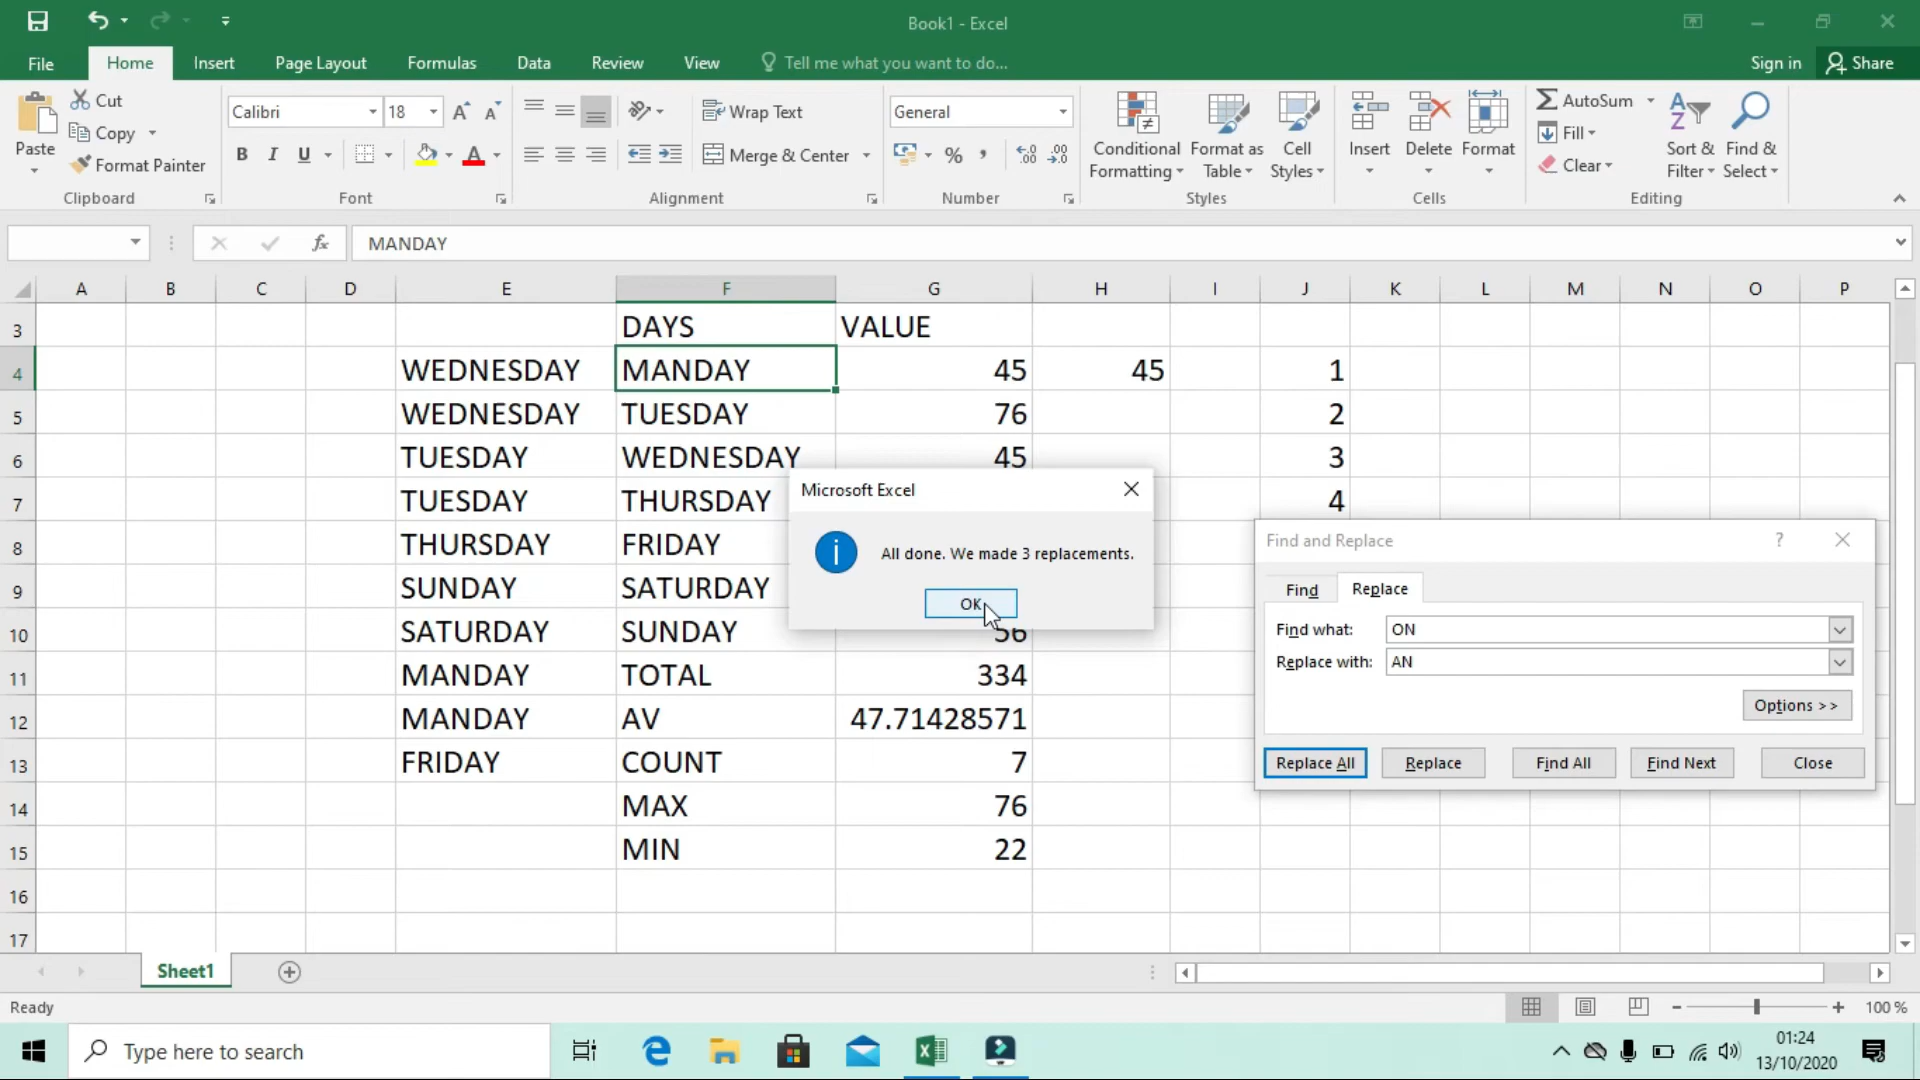 Book1 - Excel
File Home Insert Page Layout Formulas Data Review View Tell me what you want to do... Sign in Share
Cut
Copy
Format Painter
Paste
Clipboard
Calibri 18
B I U A
Font
Wrap Text
Merge & Center
Alignment
General
%
Number
Conditional Formatting
Format as Table
Cell Styles
Styles
Insert Delete Format
Cells
AutoSum
Fill
Clear
Sort & Filter
Find & Select
Editing
fx MANDAY
A B C D E F G H I J K L M N O P
3 DAYS VALUE
4 WEDNESDAY MANDAY 45 45 1
5 WEDNESDAY TUESDAY 76 2
6 TUESDAY WEDNESDAY 45 3
7 TUESDAY THURSDAY 4
8 THURSDAY FRIDAY
9 SUNDAY SATURDAY
10 SATURDAY SUNDAY 56
11 MANDAY TOTAL 334
12 MANDAY AV 47.71428571
13 FRIDAY COUNT 7
14 MAX 76
15 MIN 22
16
17
Microsoft Excel
All done. We made 3 replacements.
OK
Find and Replace ?
Find Replace
Find what: ON
Replace with: AN
Options >>
Replace All Replace Find All Find Next Close
Sheet1
Ready 100 %
Type here to search
01:24
13/10/2020